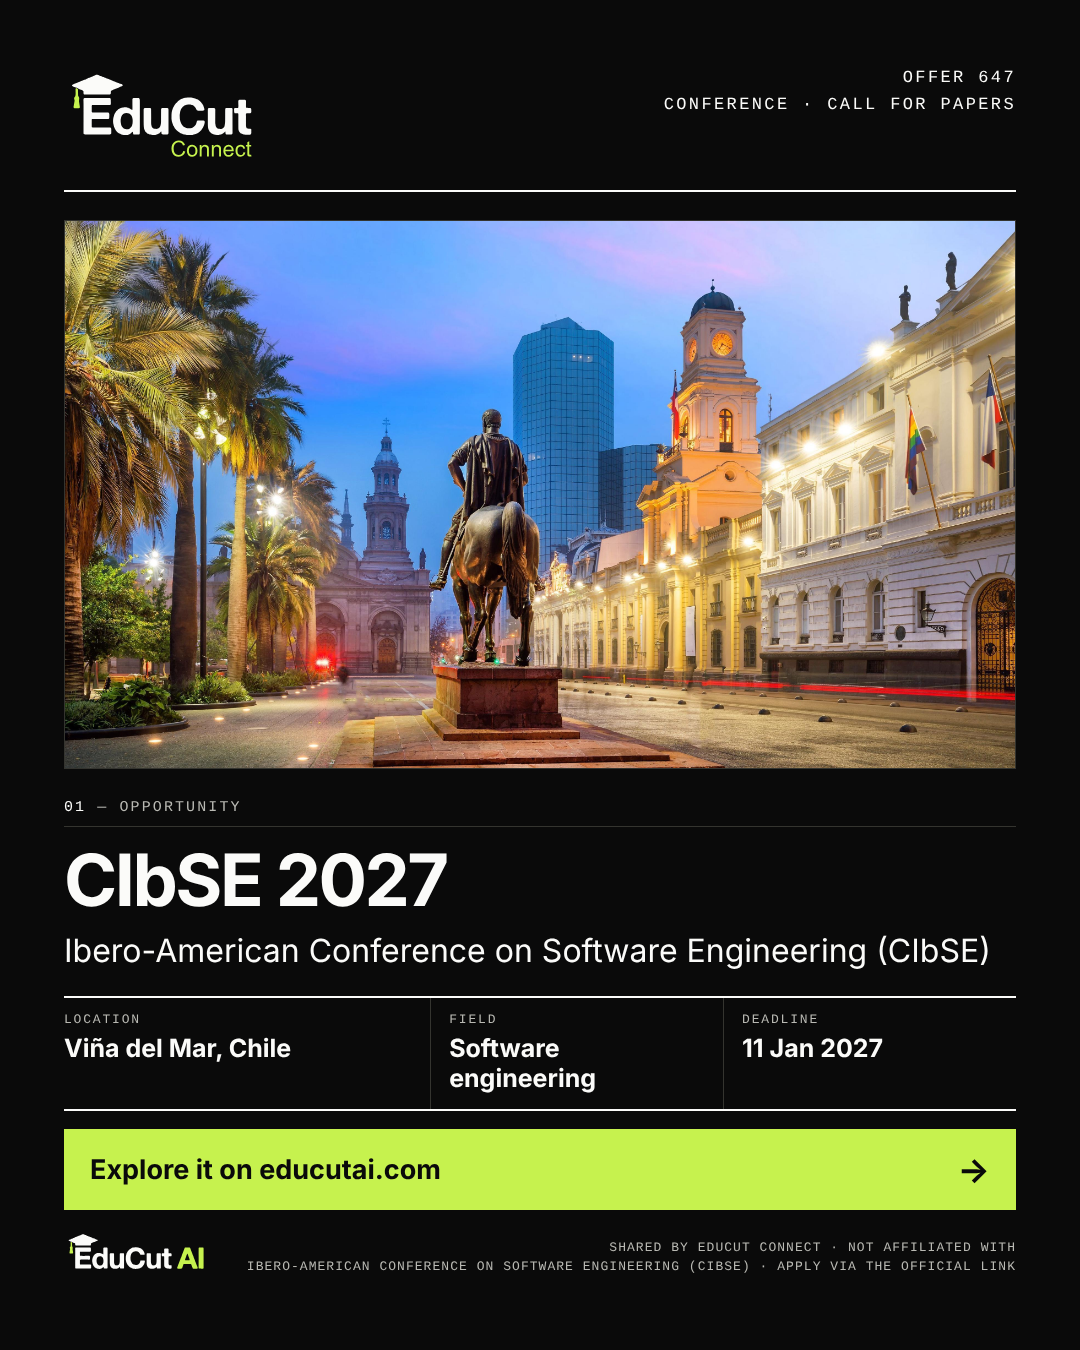 EduCut
Connect
OFFER 647
CONFERENCE · CALL FOR PAPERS
01 — OPPORTUNITY
CIbSE 2027
Ibero-American Conference on Software Engineering (CIbSE)
LOCATION
Viña del Mar, Chile
FIELD
Software
engineering
DEADLINE
11 Jan 2027
Explore it on educutai.com →
EduCut AI
SHARED BY EDUCUT CONNECT · NOT AFFILIATED WITH
IBERO-AMERICAN CONFERENCE ON SOFTWARE ENGINEERING (CIBSE) · APPLY VIA THE OFFICIAL LINK